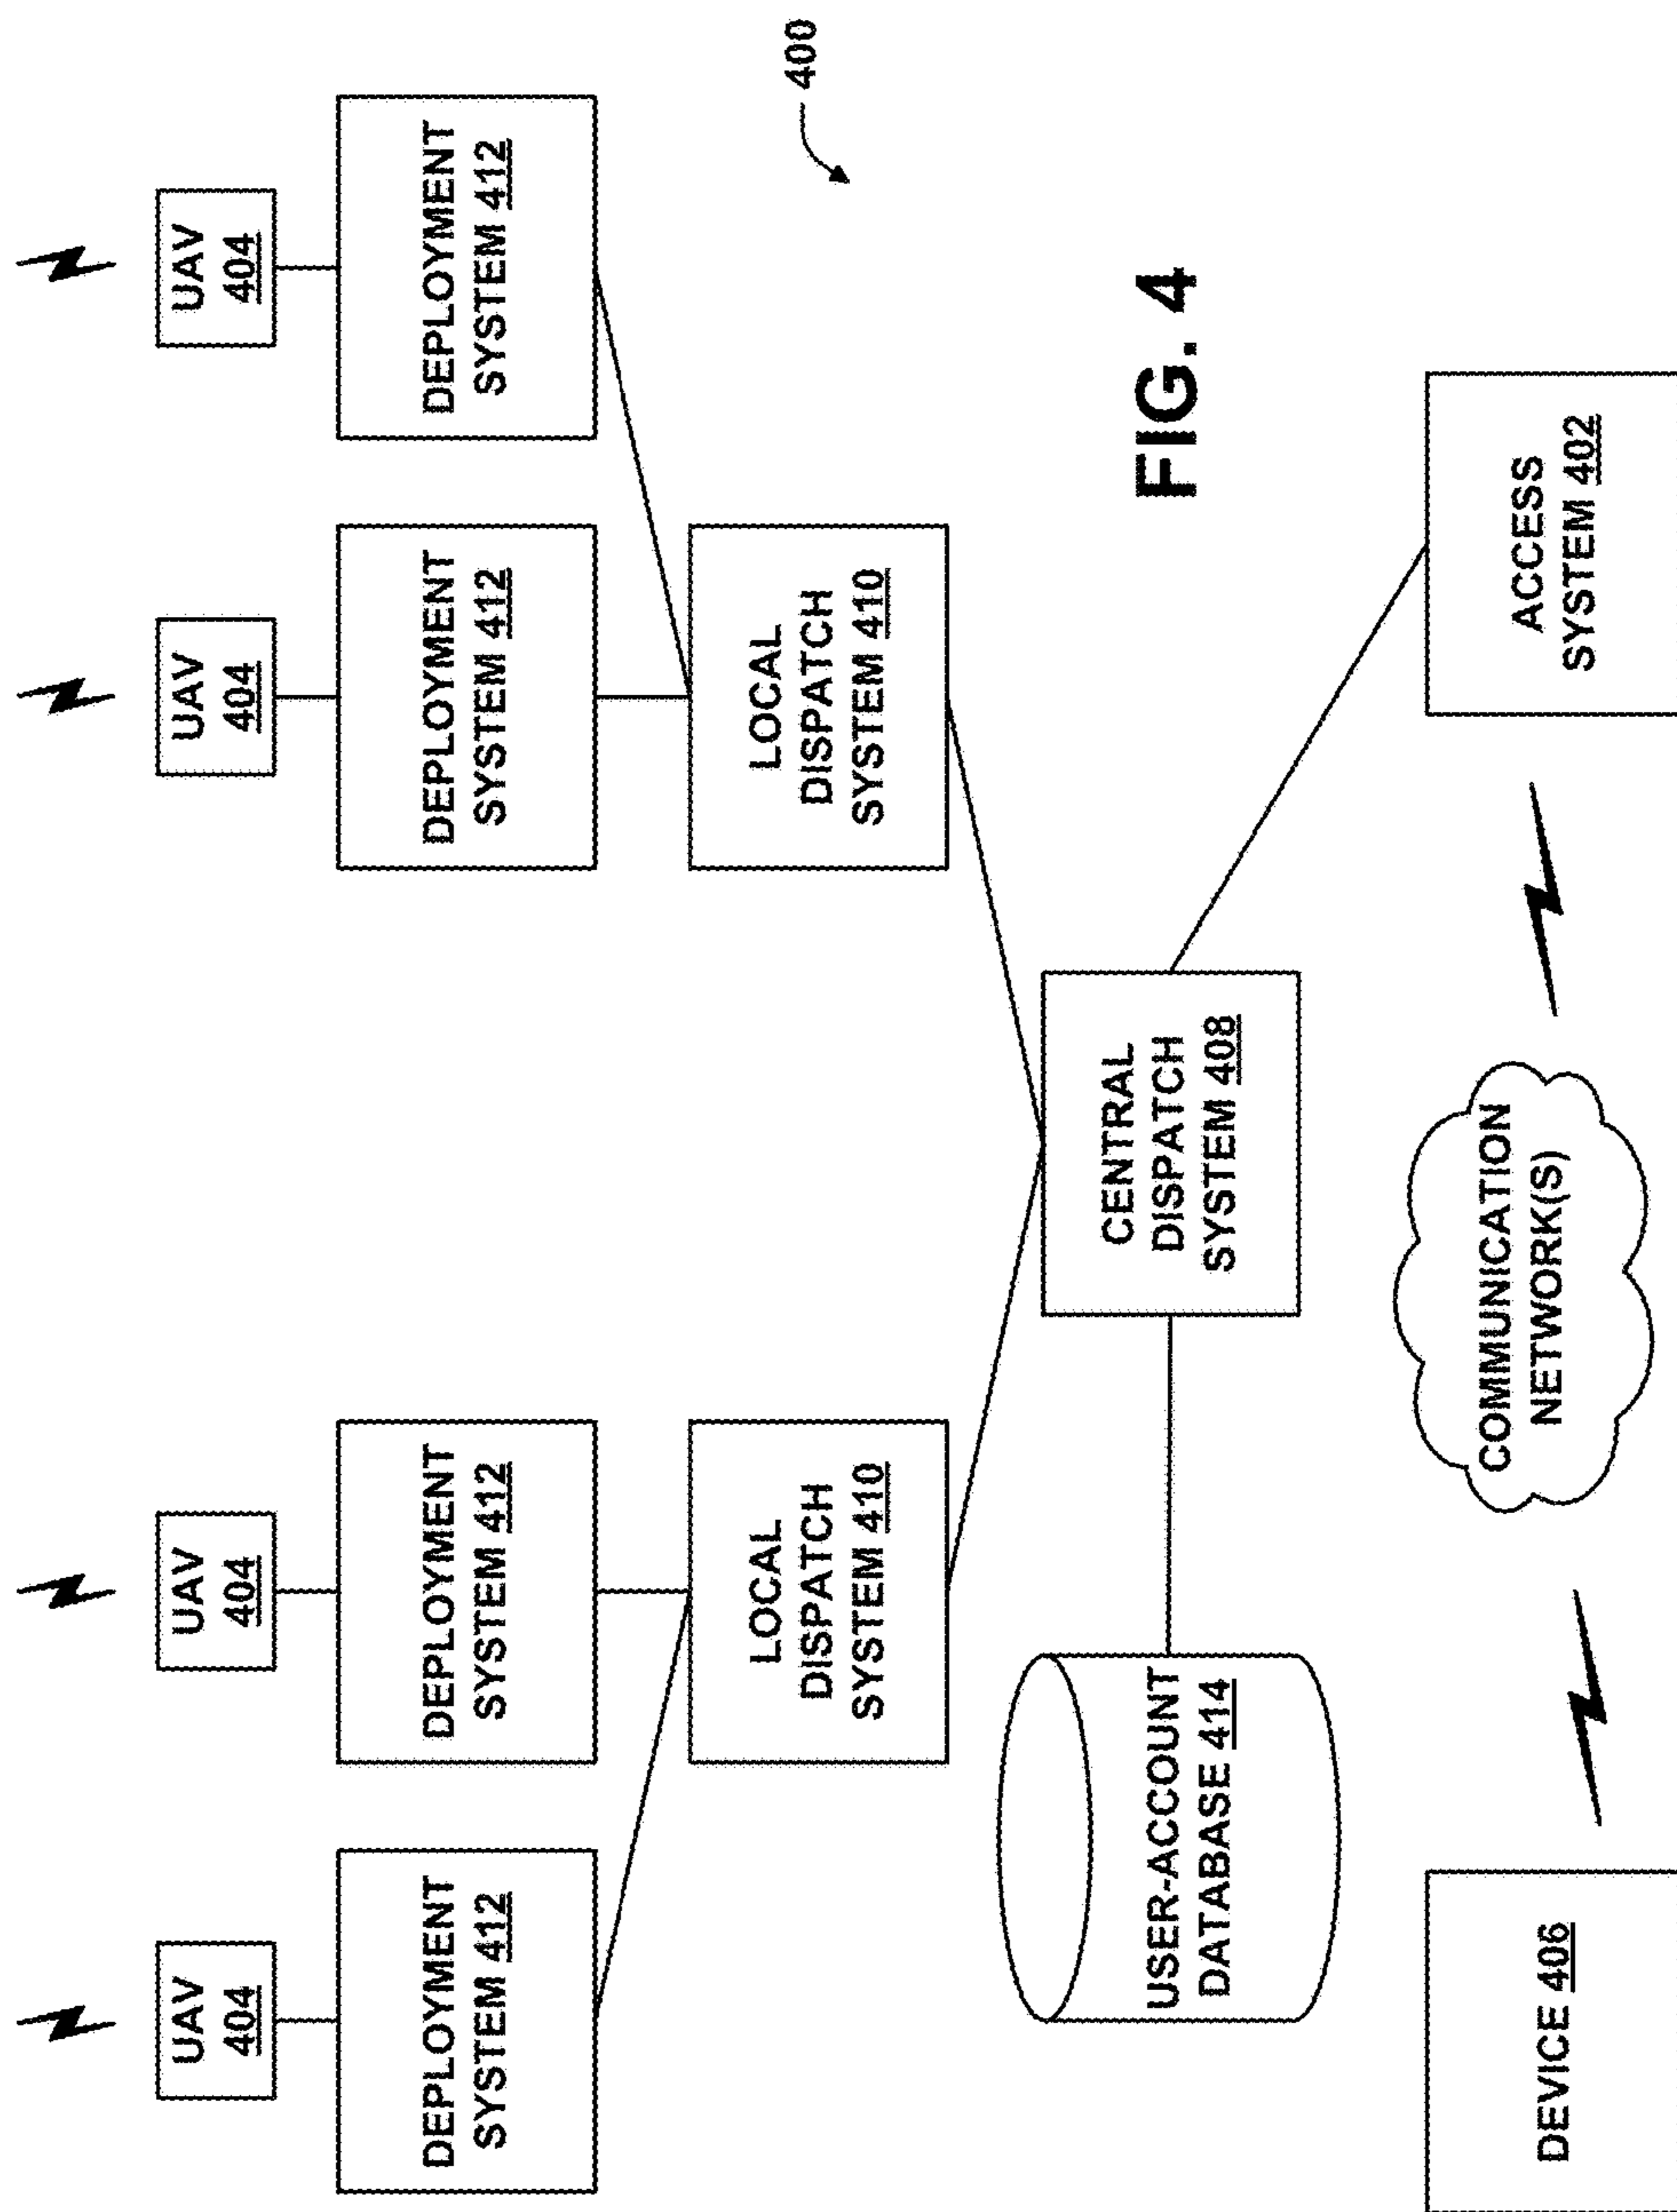 UAV
404
UAV
404
UAV
404
UAV
404
DEPLOYMENT
SYSTEM 412
DEPLOYMENT
SYSTEM 412
DEPLOYMENT
SYSTEM 412
DEPLOYMENT
SYSTEM 412
LOCAL
DISPATCH
SYSTEM 410
LOCAL
DISPATCH
SYSTEM 410
400
USER-ACCOUNT
DATABASE 414
CENTRAL
DISPATCH
SYSTEM 408
FIG. 4
DEVICE 406
COMMUNICATION
NETWORK(S)
ACCESS
SYSTEM 402